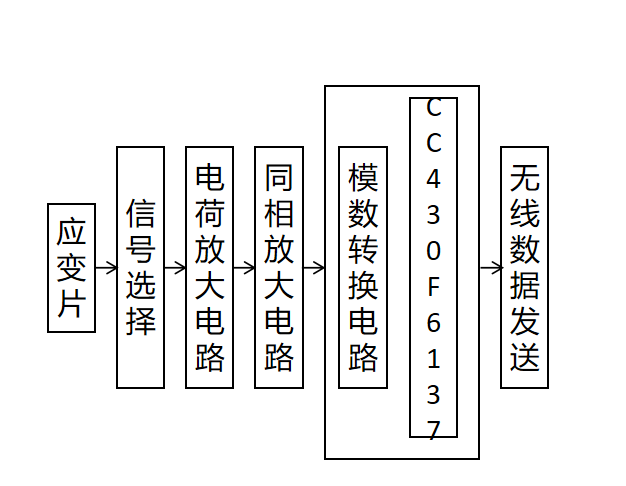 应变片
信号选择
电荷放大电路
同相放大电路
模数转换电路
CC430F6137
无线数据发送